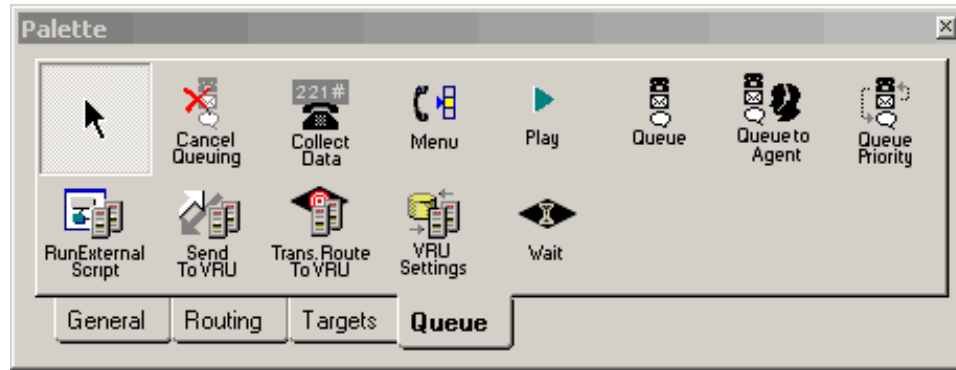 Palette
221#
Cancel
Queuing
Collect
Data
Menu
Play
Queue
Queue to
Agent
Queue
Priority
RunExternal
Script
Send
To VRU
Trans. Route
To VRU
VRU
Settings
Wait
General
Routing
Targets
Queue